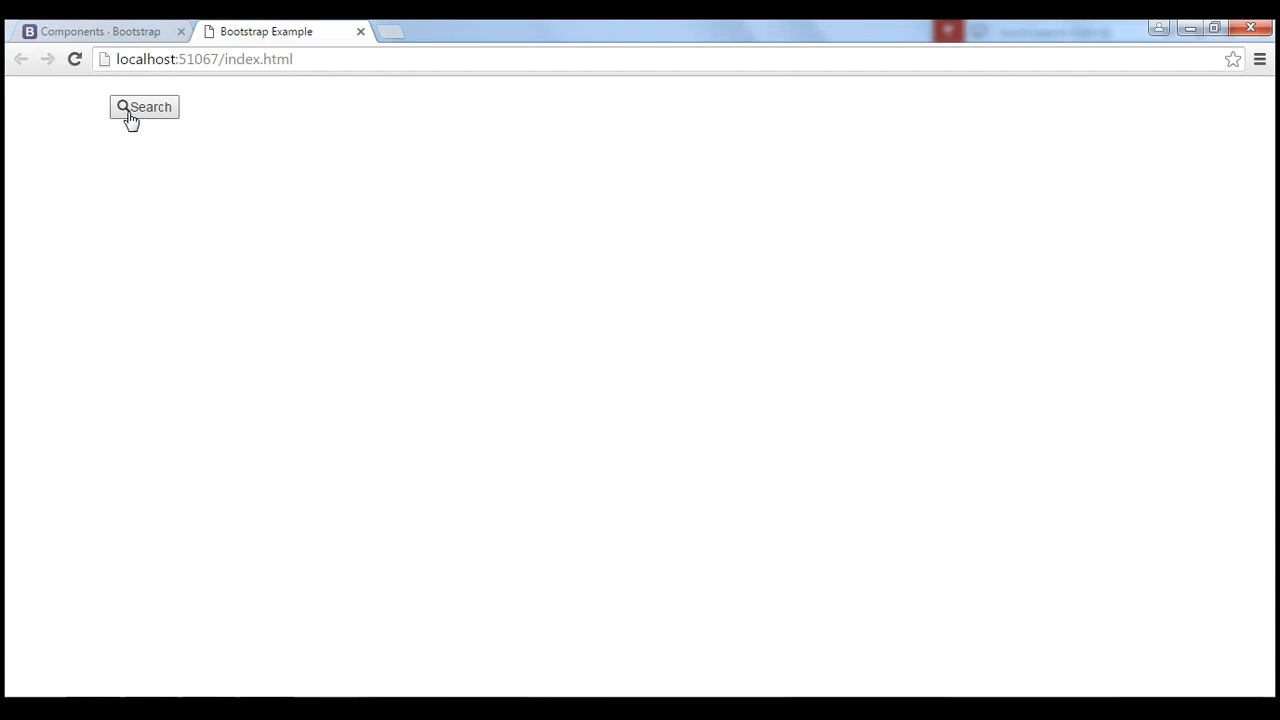 Components · Bootstrap
Bootstrap Example
localhost:51067/index.html
Search